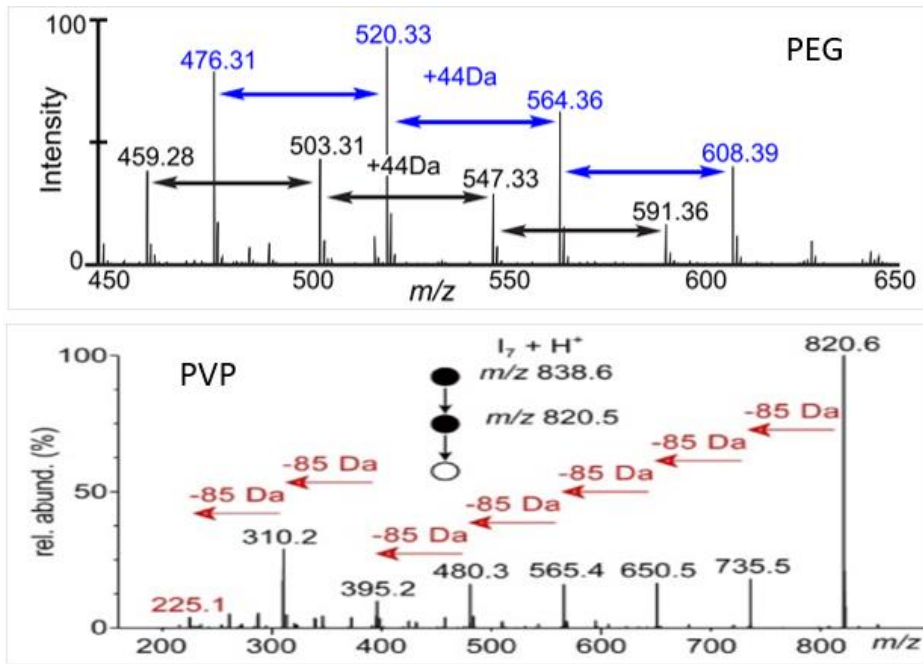 100
Intensity
0
476.31
520.33
PEG
+44Da
564.36
459.28
503.31
+44Da
547.33
608.39
591.36
450
500
550
600
650
m/z
PVP
I₇ + H⁺
m/z 838.6
m/z 820.5
820.6
100
50
0
rel. abund. (%)
-85 Da
-85 Da
-85 Da
-85 Da
-85 Da
-85 Da
-85 Da
310.2
225.1
395.2
480.3
565.4
650.5
735.5
200
300
400
500
600
700
800
m/z